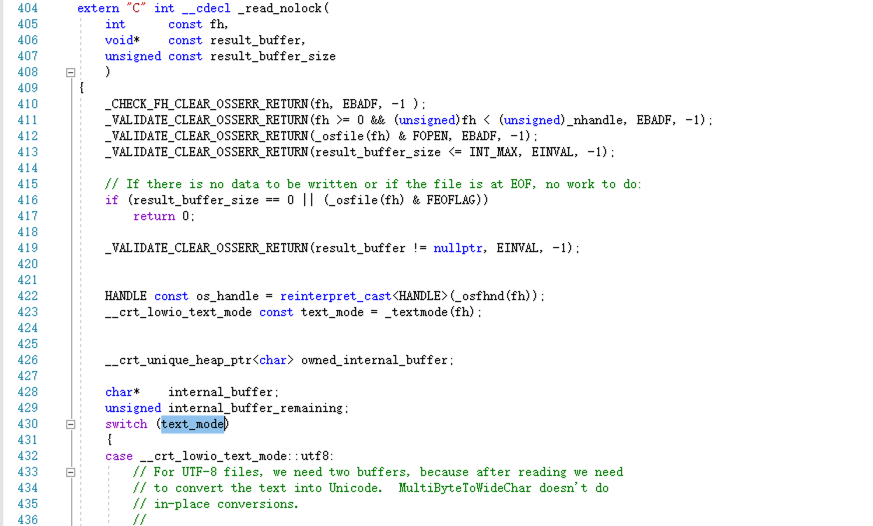 404 extern "C" int __cdecl _read_nolock(
405 int const fh,
406 void* const result_buffer,
407 unsigned const result_buffer_size
408 )
409 {
410 _CHECK_FH_CLEAR_OSSERR_RETURN(fh, EBADF, -1 );
411 _VALIDATE_CLEAR_OSSERR_RETURN(fh >= 0 && (unsigned)fh < (unsigned)_nhandle, EBADF, -1);
412 _VALIDATE_CLEAR_OSSERR_RETURN(_osfile(fh) & FOPEN, EBADF, -1);
413 _VALIDATE_CLEAR_OSSERR_RETURN(result_buffer_size <= INT_MAX, EINVAL, -1);
414
415 // If there is no data to be written or if the file is at EOF, no work to do:
416 if (result_buffer_size == 0 || (_osfile(fh) & FEOFLAG))
417 return 0;
418
419 _VALIDATE_CLEAR_OSSERR_RETURN(result_buffer != nullptr, EINVAL, -1);
420
421
422 HANDLE const os_handle = reinterpret_cast<HANDLE>(_osfhnd(fh));
423 __crt_lowio_text_mode const text_mode = _textmode(fh);
424
425
426 __crt_unique_heap_ptr<char> owned_internal_buffer;
427
428 char* internal_buffer;
429 unsigned internal_buffer_remaining;
430 switch (text_mode)
431 {
432 case __crt_lowio_text_mode::utf8:
433 // For UTF-8 files, we need two buffers, because after reading we need
434 // to convert the text into Unicode. MultiByteToWideChar doesn't do
435 // in-place conversions.
436 //